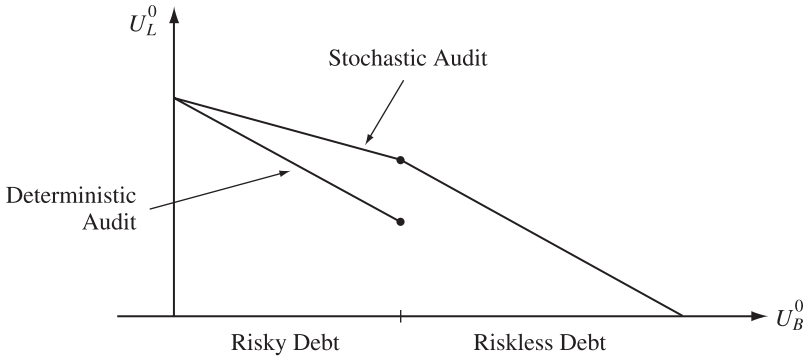 U_L^0
Stochastic Audit
Deterministic
Audit
U_B^0
Risky Debt
Riskless Debt